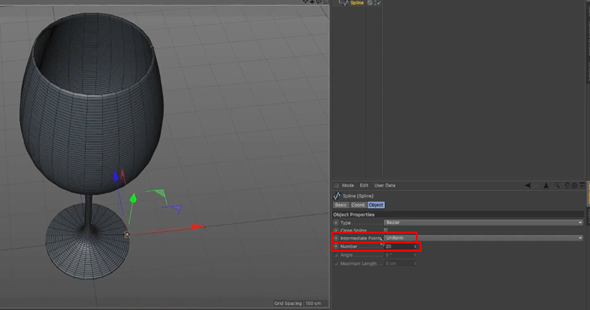 Spline
Mode Edit User Data
Spline [Spline]
Basic Coord. Object
Object Properties
Type Bezier
Close Spline
Intermediate Points Uniform
Number 20
Angle 5 °
Maximum Length 5 cm
Grid Spacing : 100 cm